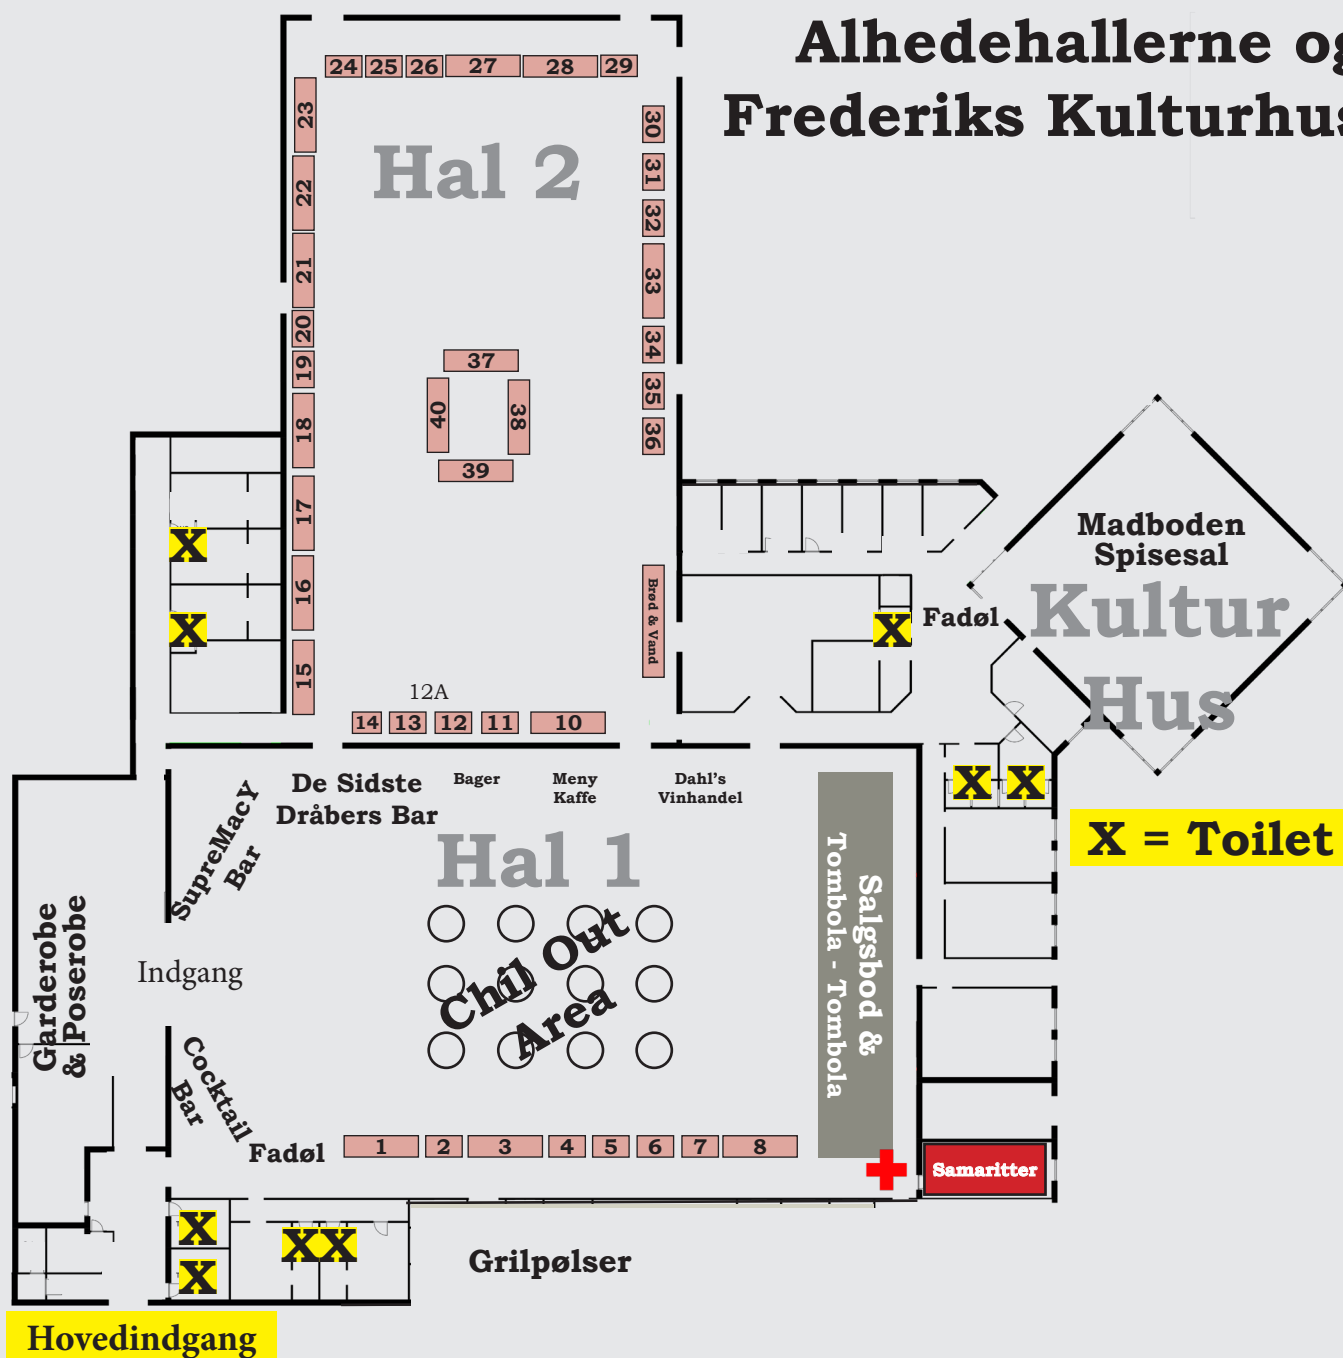 Alhedehallerne og
Frederiks Kulturhus
24 25 26 27 28 29
23
22
21
20
19
18
17
16
15
Hal 2
30
31
32
33
34
35
36
37
40
38
39
Brød & Vand
12A
14 13 12 11 10
X
X
X
Fadøl
Madboden
Spisesal
Kultur
Hus
X X
X = Toilet
De Sidste
Dråbers Bar
Bager
Meny
Kaffe
Dahl's
Vinhandel
SupreMacY
Bar
Hal 1
Garderobe
& Poserobe
Indgang
Chil Out
Area
Salgsbod &
Tombola - Tombola
Cocktail
Bar
Fadøl
1 2 3 4 5 6 7 8
Samaritter
X
X X
X
Grilpølser
Hovedindgang